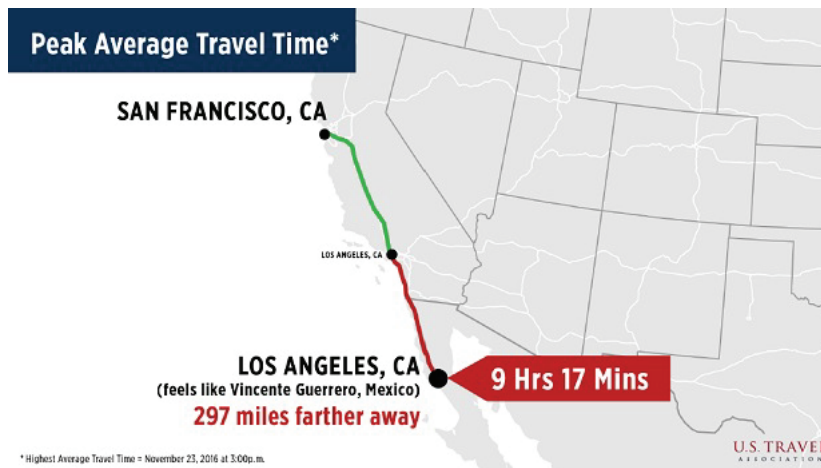 Peak Average Travel Time*
SAN FRANCISCO, CA
LOS ANGELES, CA
LOS ANGELES, CA
(feels like Vincente Guerrero, Mexico)
297 miles farther away
9 Hrs 17 Mins
* Highest Average Travel Time = November 23, 2016 at 3:00p.m.
U.S. TRAVEL
ASSOCIATION